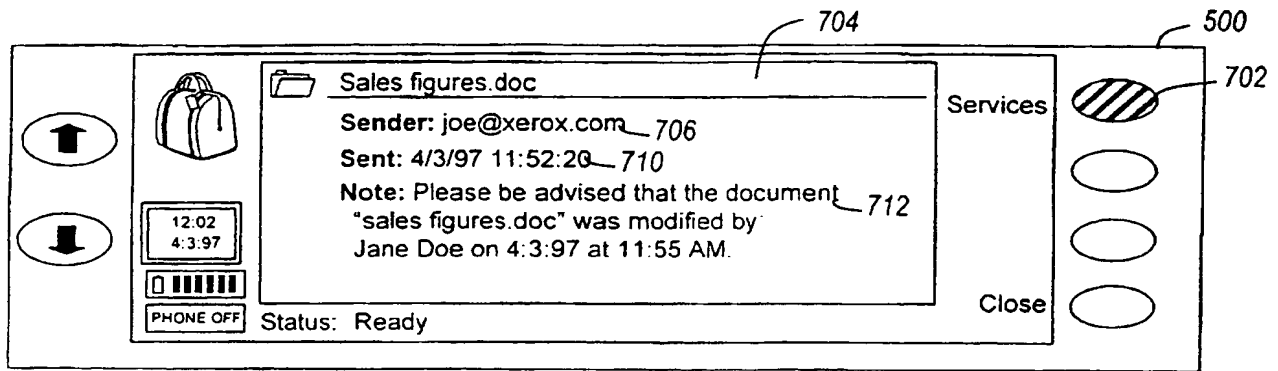 704
500
702
Sales figures.doc
Services
Sender: joe@xerox.com 706
Sent: 4/3/97 11:52:20 710
Note: Please be advised that the document 712
"sales figures.doc" was modified by
Jane Doe on 4:3:97 at 11:55 AM.
12:02
4:3:97
Close
PHONE OFF
Status: Ready